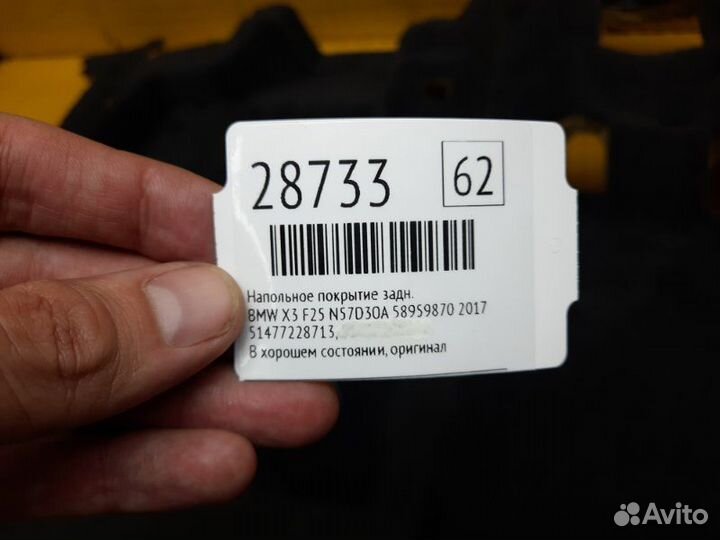 28733 62
Напольное покрытие задн.
BMW X3 F25 N57D30A 58959870 2017
51477228713,
В хорошем состоянии, оригинал
Avito